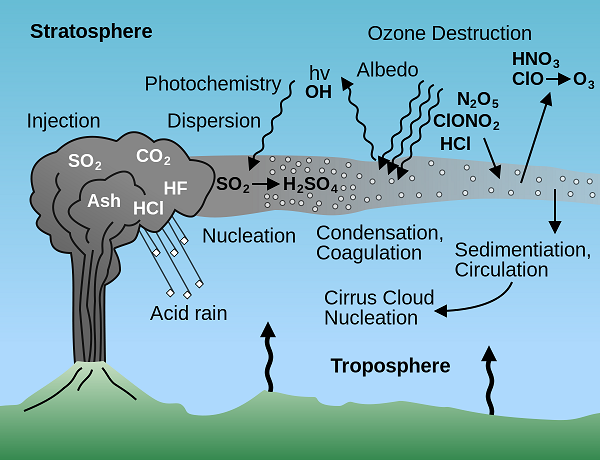 Stratosphere
Ozone Destruction
HNO₃
ClO → O₃
Photochemistry
hv
OH
Albedo
N₂O₅
ClONO₂
HCl
Injection
Dispersion
SO₂
CO₂
HF
Ash
HCl
SO₂ → H₂SO₄
Nucleation
Condensation,
Coagulation
Sedimentiation,
Circulation
Cirrus Cloud
Nucleation
Acid rain
Troposphere